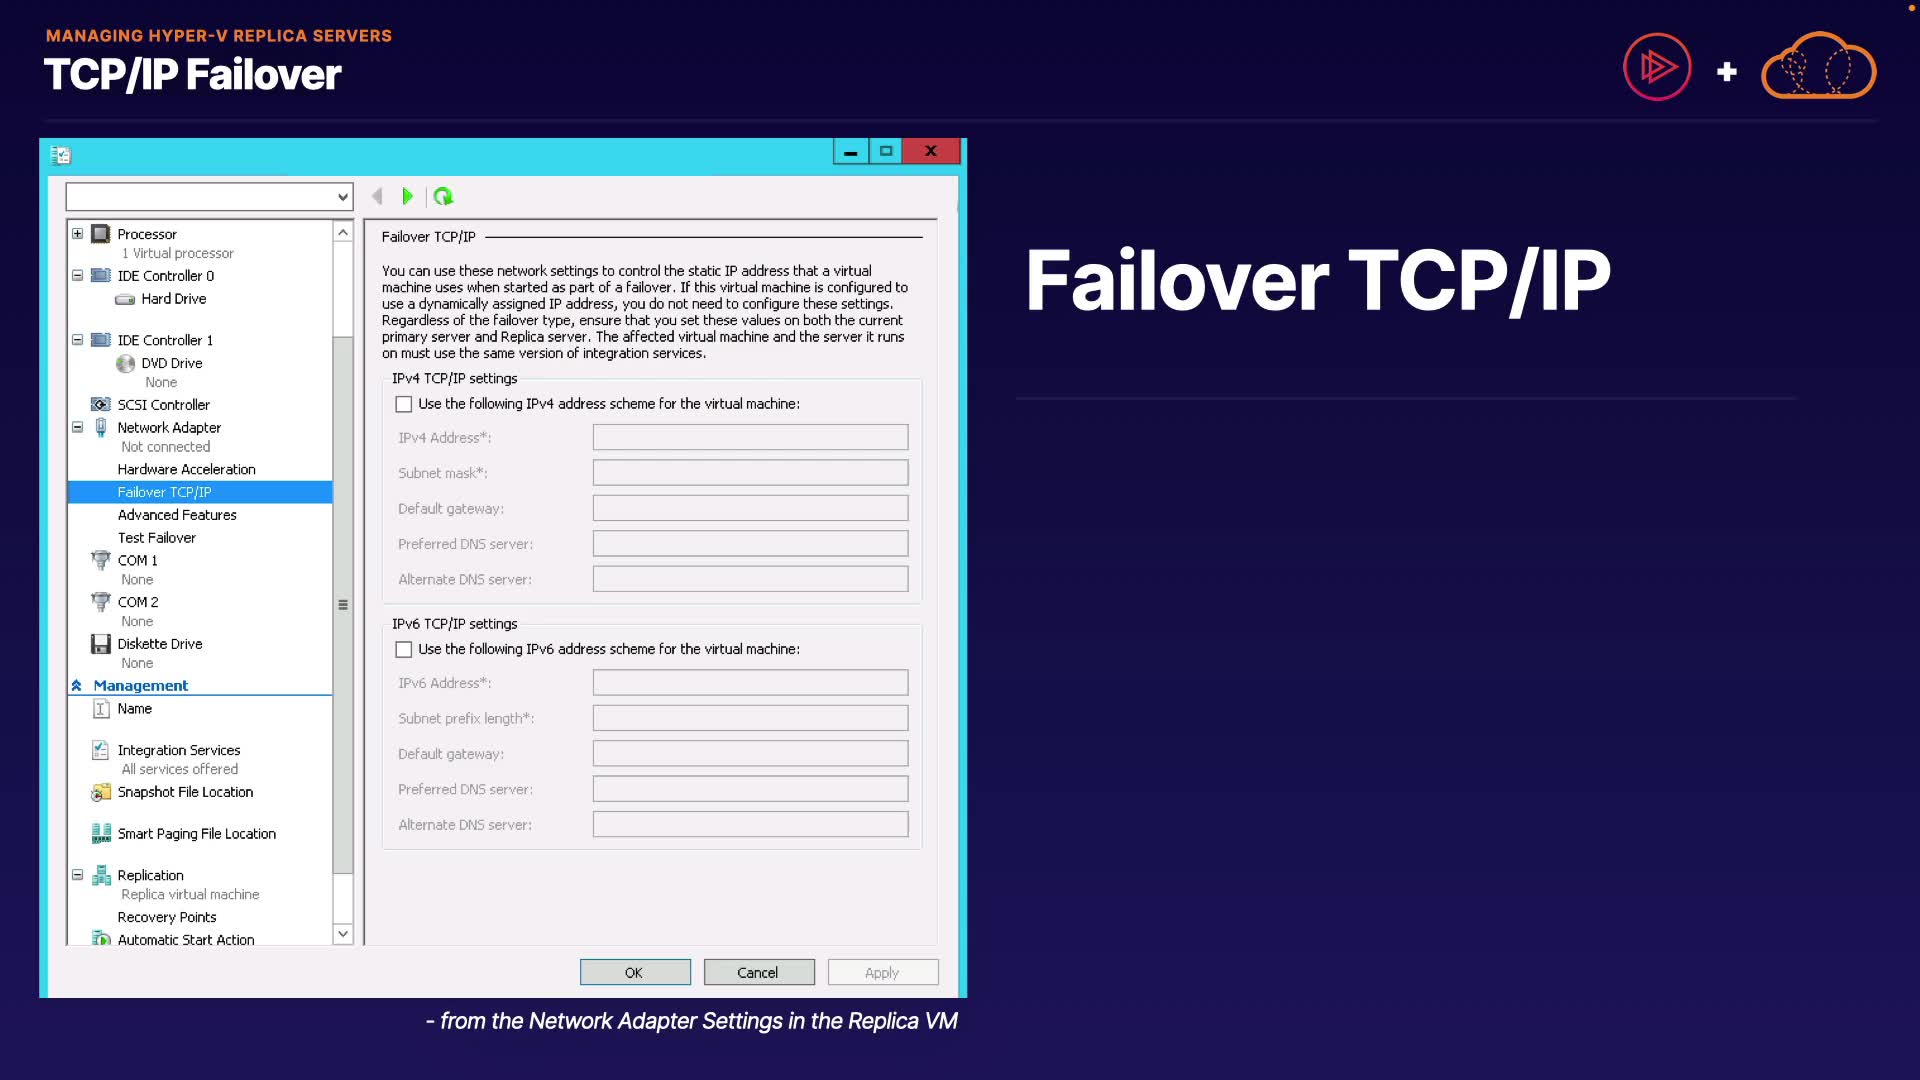 MANAGING HYPER-V REPLICA SERVERS
TCP/IP Failover
Processor
1 Virtual processor
IDE Controller 0
Hard Drive
IDE Controller 1
DVD Drive
None
SCSI Controller
Network Adapter
Not connected
Hardware Acceleration
Failover TCP/IP
Advanced Features
Test Failover
COM 1
None
COM 2
None
Diskette Drive
None
Management
Name
Integration Services
All services offered
Snapshot File Location
Smart Paging File Location
Replication
Replica virtual machine
Recovery Points
Automatic Start Action
Failover TCP/IP
You can use these network settings to control the static IP address that a virtual
machine uses when started as part of a failover. If this virtual machine is configured to
use a dynamically assigned IP address, you do not need to configure these settings.
Regardless of the failover type, ensure that you set these values on both the current
primary server and Replica server. The affected virtual machine and the server it runs
on must use the same version of integration services.
IPv4 TCP/IP settings
Use the following IPv4 address scheme for the virtual machine:
IPv4 Address*:
Subnet mask*:
Default gateway:
Preferred DNS server:
Alternate DNS server:
IPv6 TCP/IP settings
Use the following IPv6 address scheme for the virtual machine:
IPv6 Address*:
Subnet prefix length*:
Default gateway:
Preferred DNS server:
Alternate DNS server:
OK
Cancel
Apply
- from the Network Adapter Settings in the Replica VM
Failover TCP/IP